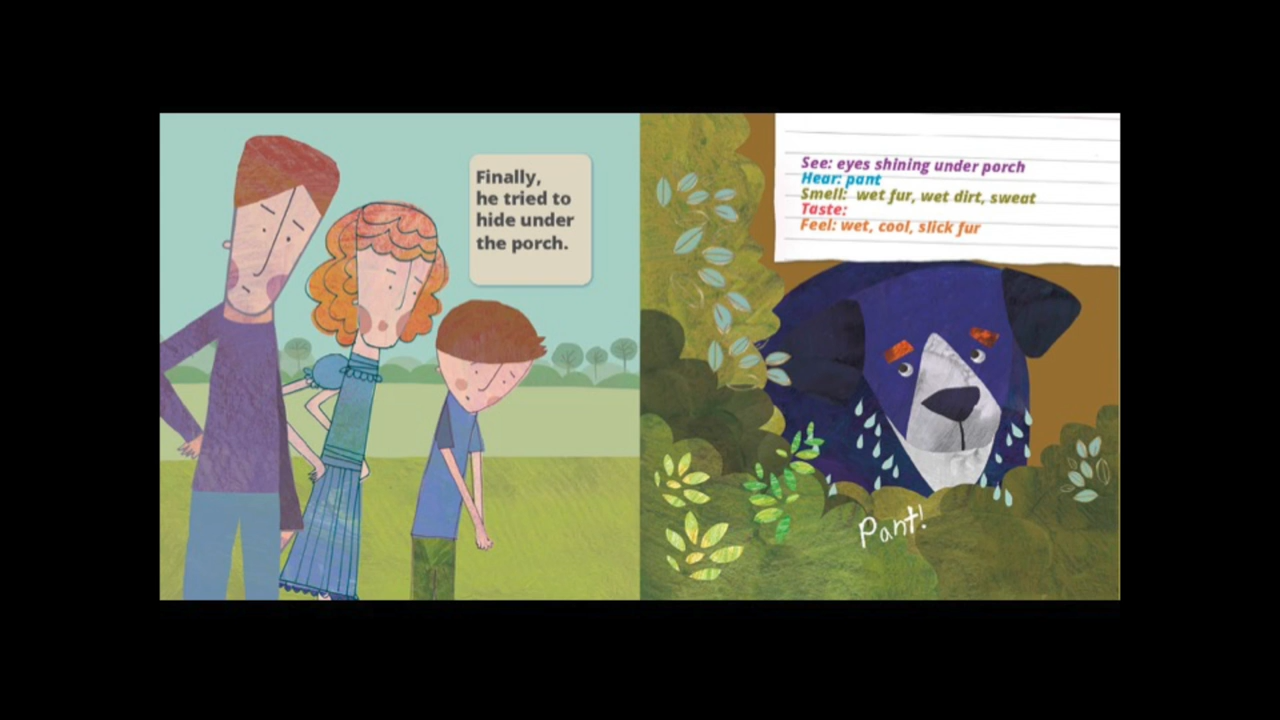 Finally,
he tried to
hide under
the porch.
See: eyes shining under porch
Hear: pant
Smell: wet fur, wet dirt, sweat
Taste:
Feel: wet, cool, slick fur
Pant!